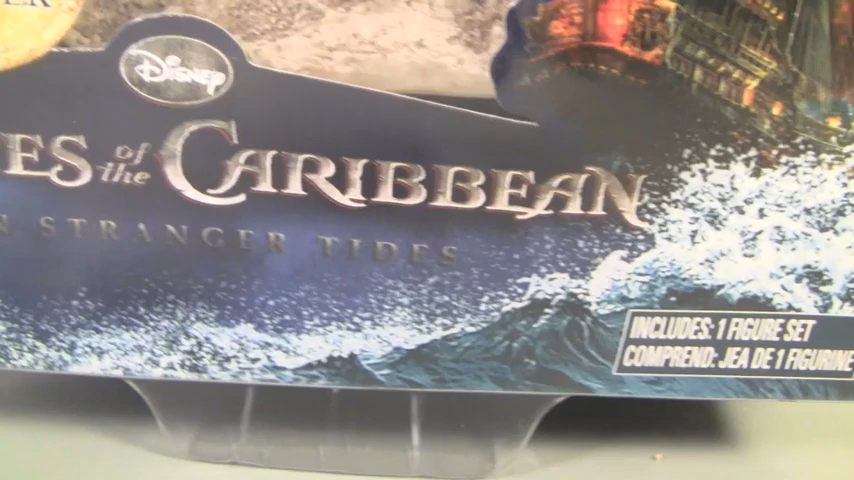 Disney
ES of the CARIBBEAN
STRANGER TIDES
INCLUDES: 1 FIGURE SET
COMPREND: JEA DE 1 FIGURINE